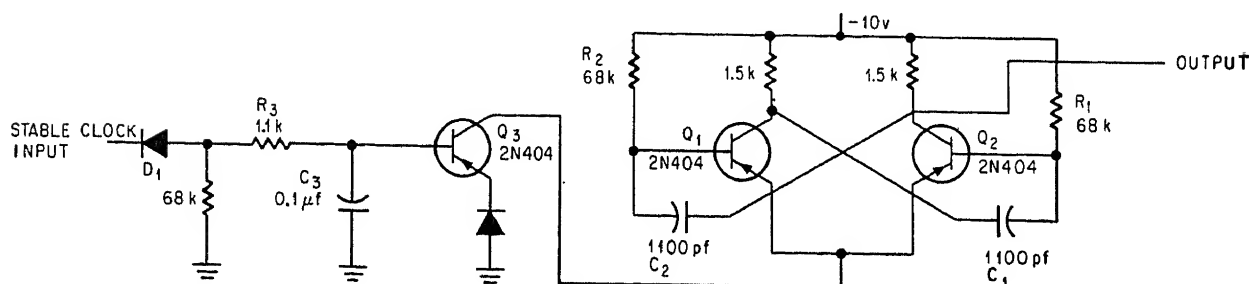 -10v
R2
68k
1.5k
1.5k
OUTPUT
R1
68k
R3
1.1k
STABLE CLOCK
INPUT
D1
68k
C3
0.1μf
Q3
2N404
Q1
2N404
Q2
2N404
1100pf
C2
1100pf
C1